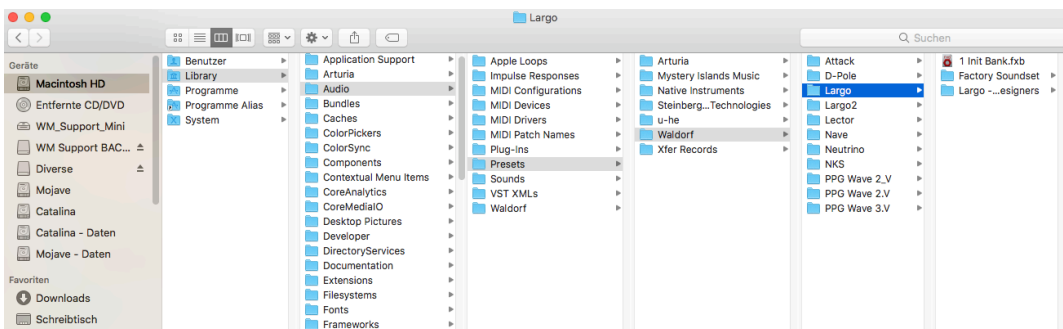 Largo
Suchen
Geräte
Macintosh HD
Entfernte CD/DVD
WM_Support_Mini
WM Support BAC...
Diverse
Mojave
Catalina
Catalina - Daten
Mojave - Daten
Favoriten
Downloads
Schreibtisch
Benutzer
Library
Programme
Programme Alias
System
Application Support
Arturia
Audio
Bundles
Caches
ColorPickers
ColorSync
Components
Contextual Menu Items
CoreAnalytics
CoreMediaIO
Desktop Pictures
Developer
DirectoryServices
Documentation
Extensions
Filesystems
Fonts
Frameworks
Apple Loops
Impulse Responses
MIDI Configurations
MIDI Devices
MIDI Drivers
MIDI Patch Names
Plug-Ins
Presets
Sounds
VST XMLs
Waldorf
Arturia
Mystery Islands Music
Native Instruments
Steinberg...Technologies
u-he
Waldorf
Xfer Records
Attack
D-Pole
Largo
Largo2
Lector
Nave
Neutrino
NKS
PPG Wave 2_V
PPG Wave 2.V
PPG Wave 3.V
1 Init Bank.fxb
Factory Soundset
Largo -...esigners